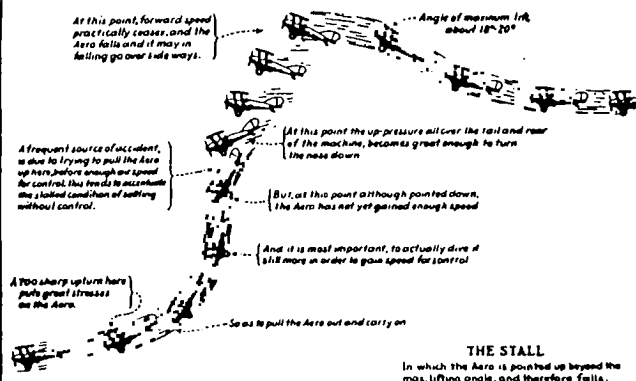 At this point, forward speed
practically ceases, and the
Aero falls and it may in
falling go over side ways.
Angle of maximum lift,
about 18°-20°
At this point the up-pressure all over the tail and rear
of the machine, becomes great enough to turn
the nose down
A frequent source of accident,
is due to trying to pull the Aero
up here, before enough air speed
for control. this tends to accentuate
the stalled condition of settling
without control.
But, at this point although pointed down,
the Aero has not yet gained enough speed
And it is most important, to actually dive it
still more in order to gain speed for control
A too sharp upturn here
puts great stresses
on the Aero.
So as to pull the Aero out and carry on
THE STALL
In which the Aero is pointed up beyond the
max. lifting angle, and therefore falls.